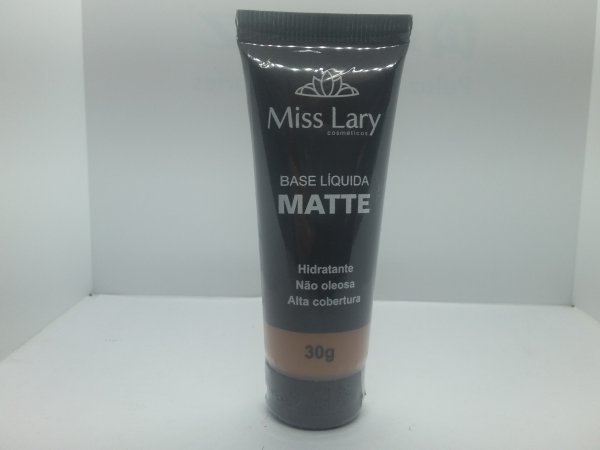 Miss Lary
cosméticos
BASE LÍQUIDA
MATTE
Hidratante
Não oleosa
Alta cobertura
30g